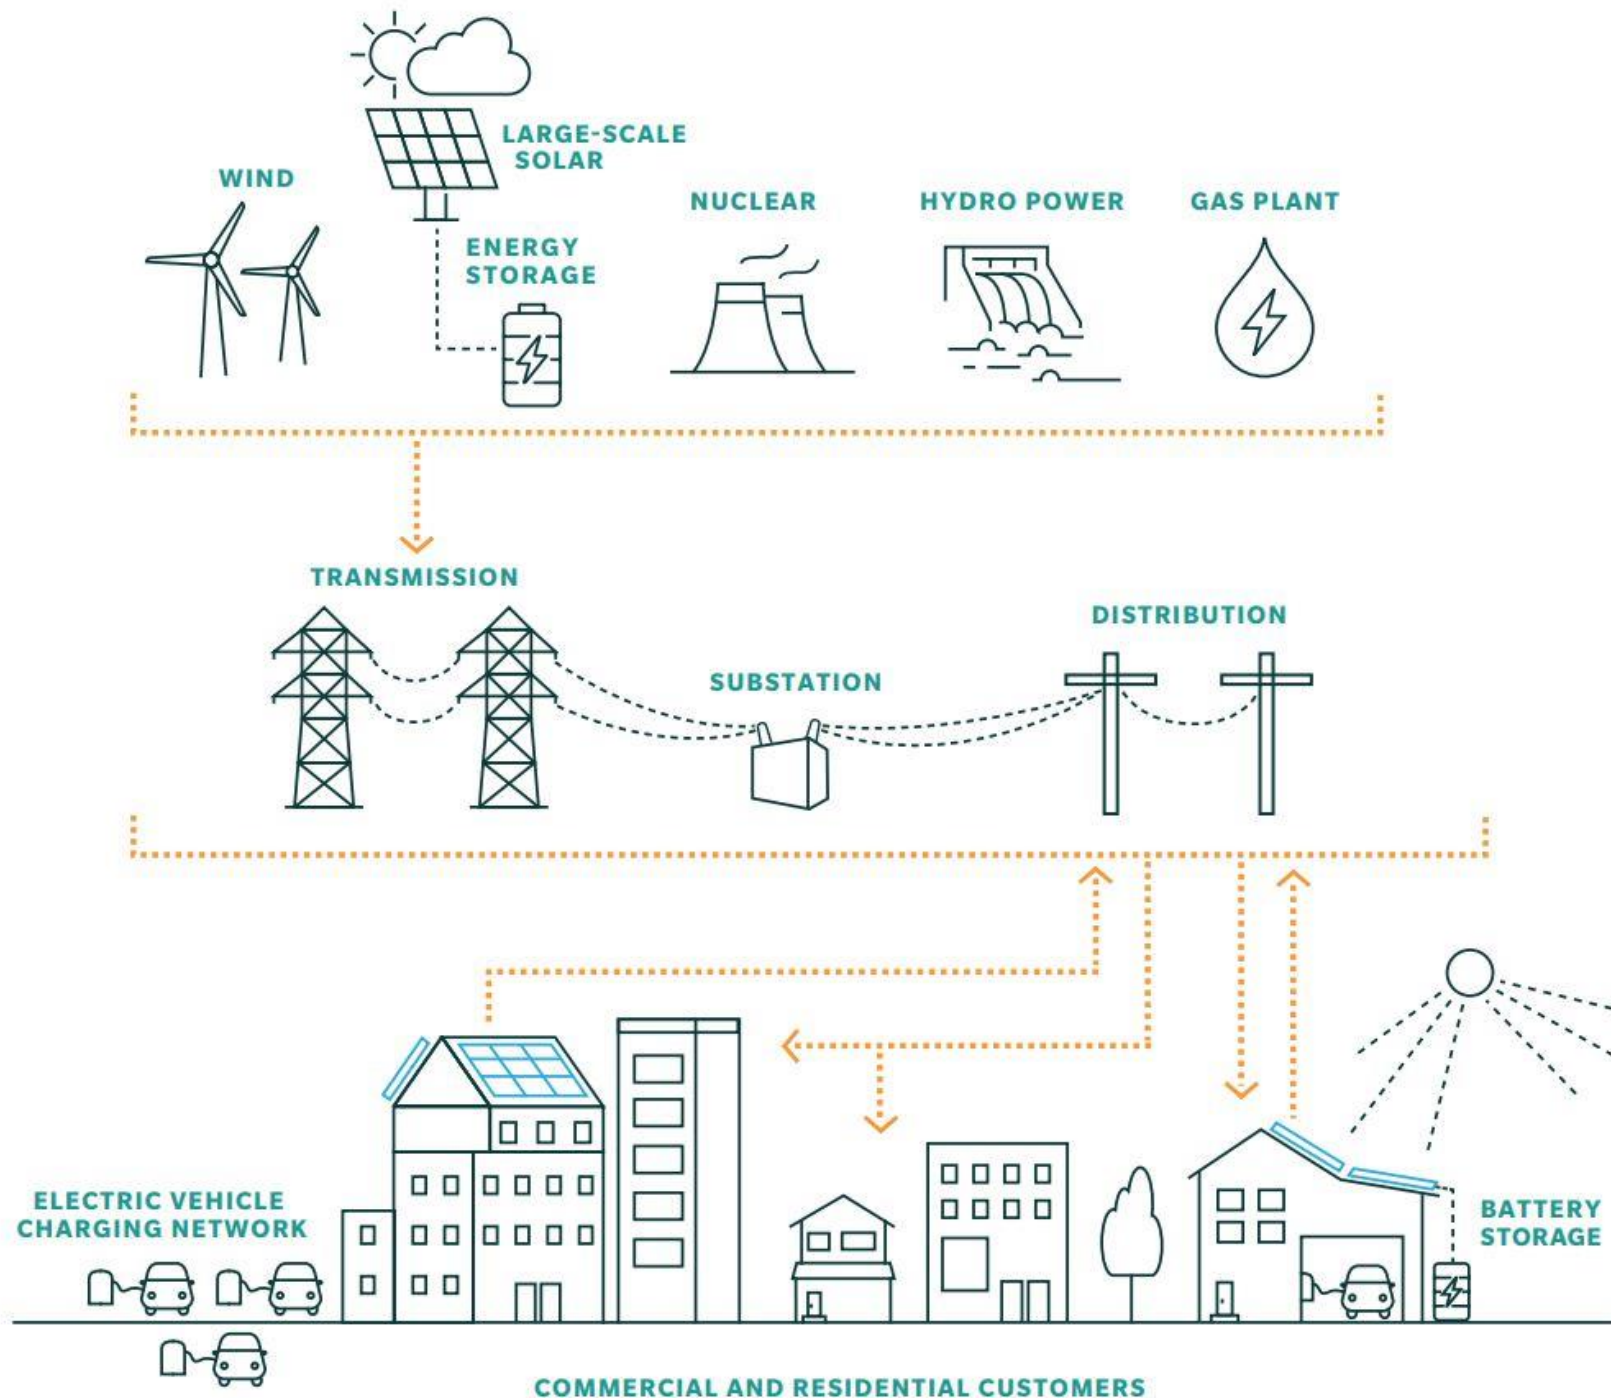 LARGE-SCALE
SOLAR
WIND
NUCLEAR
HYDRO POWER
GAS PLANT
ENERGY
STORAGE
TRANSMISSION
DISTRIBUTION
SUBSTATION
ELECTRIC VEHICLE
CHARGING NETWORK
BATTERY
STORAGE
COMMERCIAL AND RESIDENTIAL CUSTOMERS